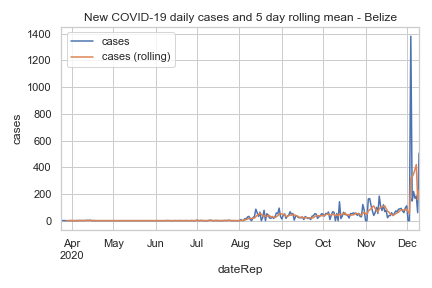 New COVID-19 daily cases and 5 day rolling mean - Belize
cases
cases (rolling)
1400
1200
1000
800
600
400
200
0
cases
Apr May Jun Jul Aug Sep Oct Nov Dec
2020
dateRep